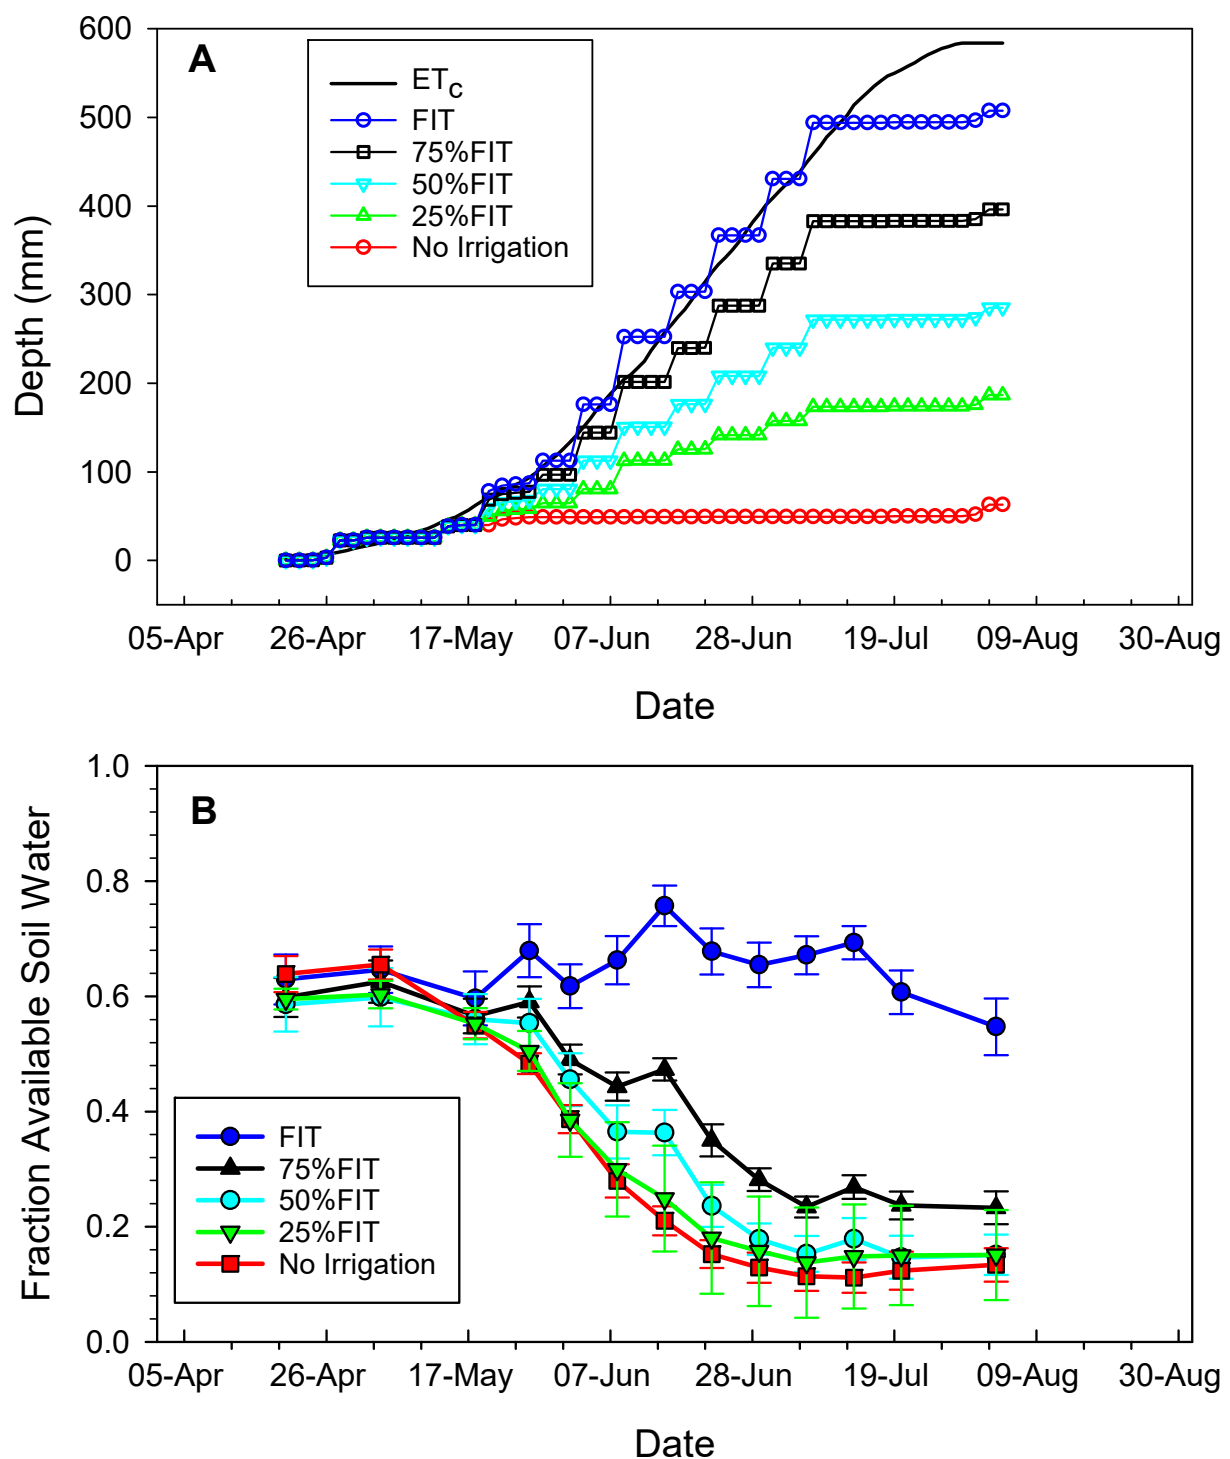 A
ETc
FIT
75%FIT
50%FIT
25%FIT
No Irrigation
600
500
400
300
200
100
0
Depth (mm)
05-Apr 26-Apr 17-May 07-Jun 28-Jun 19-Jul 09-Aug 30-Aug
Date
B
1.0
0.8
0.6
0.4
0.2
0.0
Fraction Available Soil Water
FIT
75%FIT
50%FIT
25%FIT
No Irrigation
05-Apr 26-Apr 17-May 07-Jun 28-Jun 19-Jul 09-Aug 30-Aug
Date